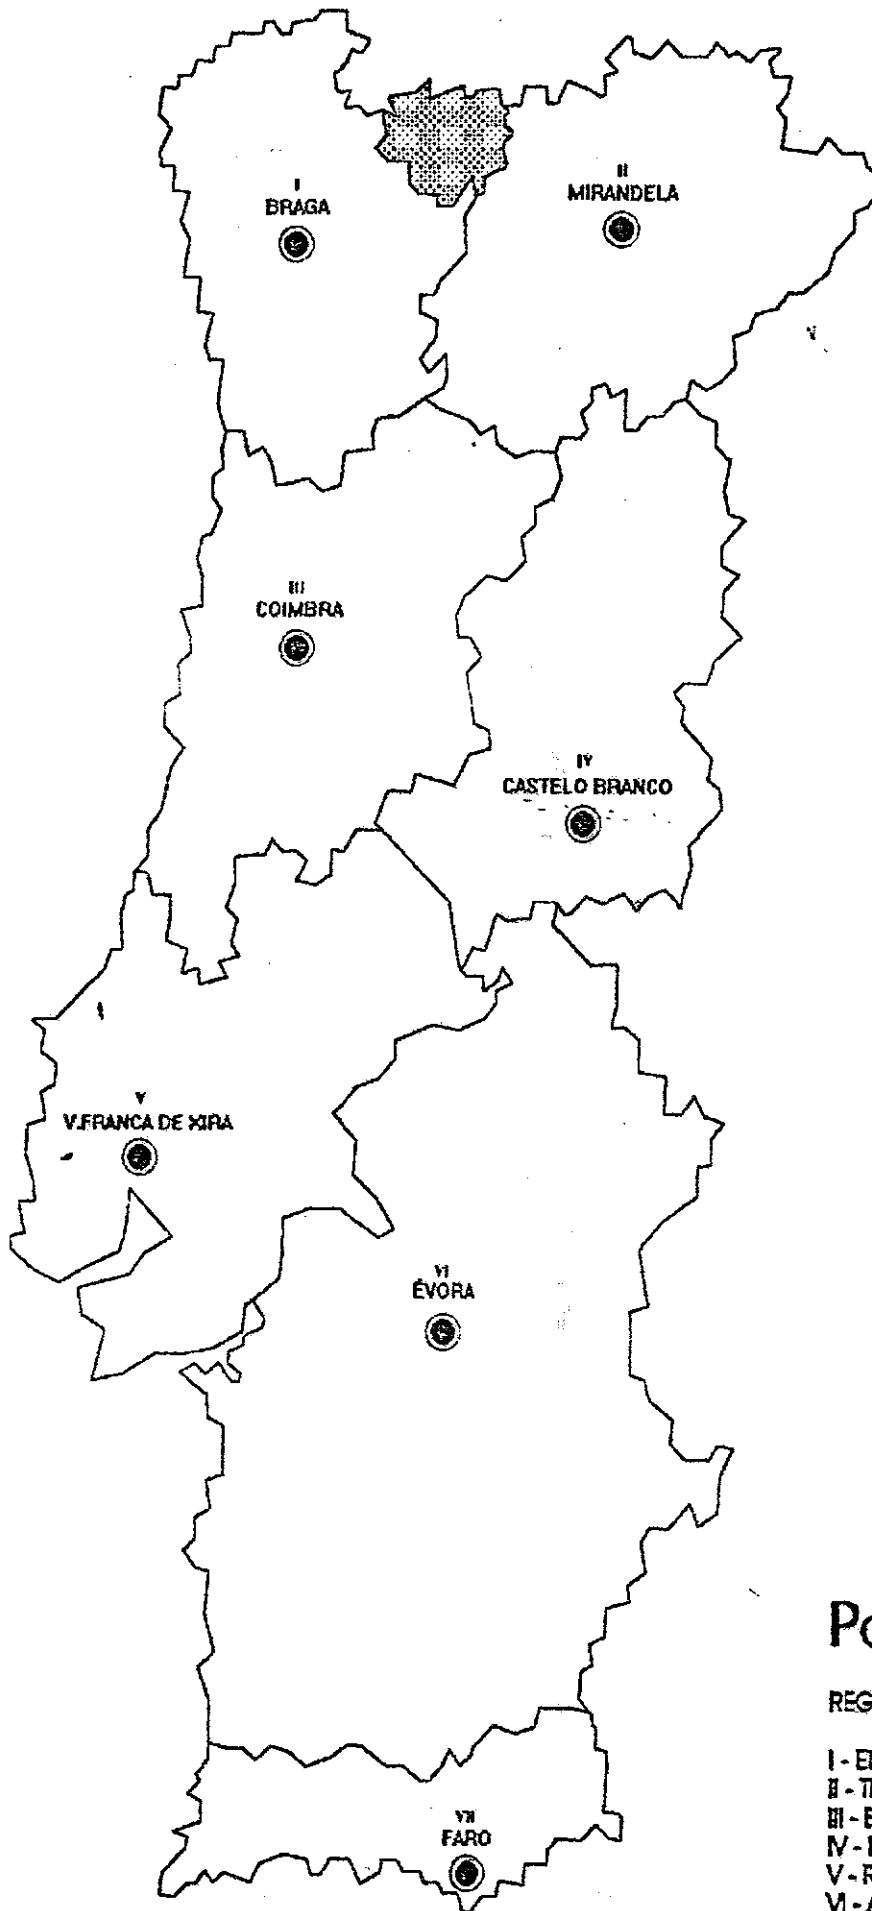 I
BRAGA
II
MIRANDELA
III
COIMBRA
IV
CASTELO BRANCO
V
V.FRANCA DE XIRA
VI
ÉVORA
VII
FARO
Po
REG
I - E
II - T
III - E
IV -
V - R
VI - A